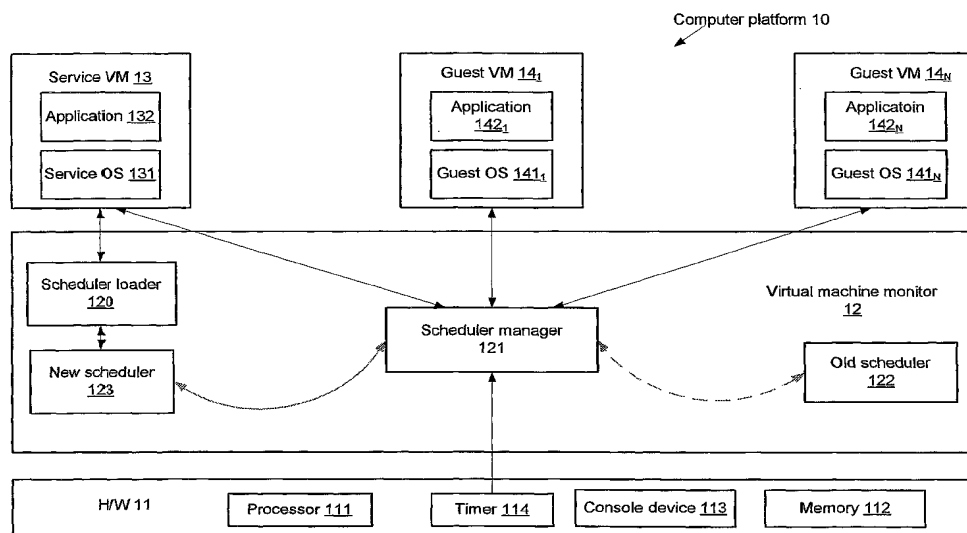 Computer platform 10
Service VM 13
Application 132
Service OS 131
Guest VM 14₁
Application
142₁
Guest OS 141₁
Guest VM 14N
Applicatoin
142N
Guest OS 141N
Scheduler loader
120
New scheduler
123
Scheduler manager
121
Virtual machine monitor
12
Old scheduler
122
H/W 11
Processor 111
Timer 114
Console device 113
Memory 112